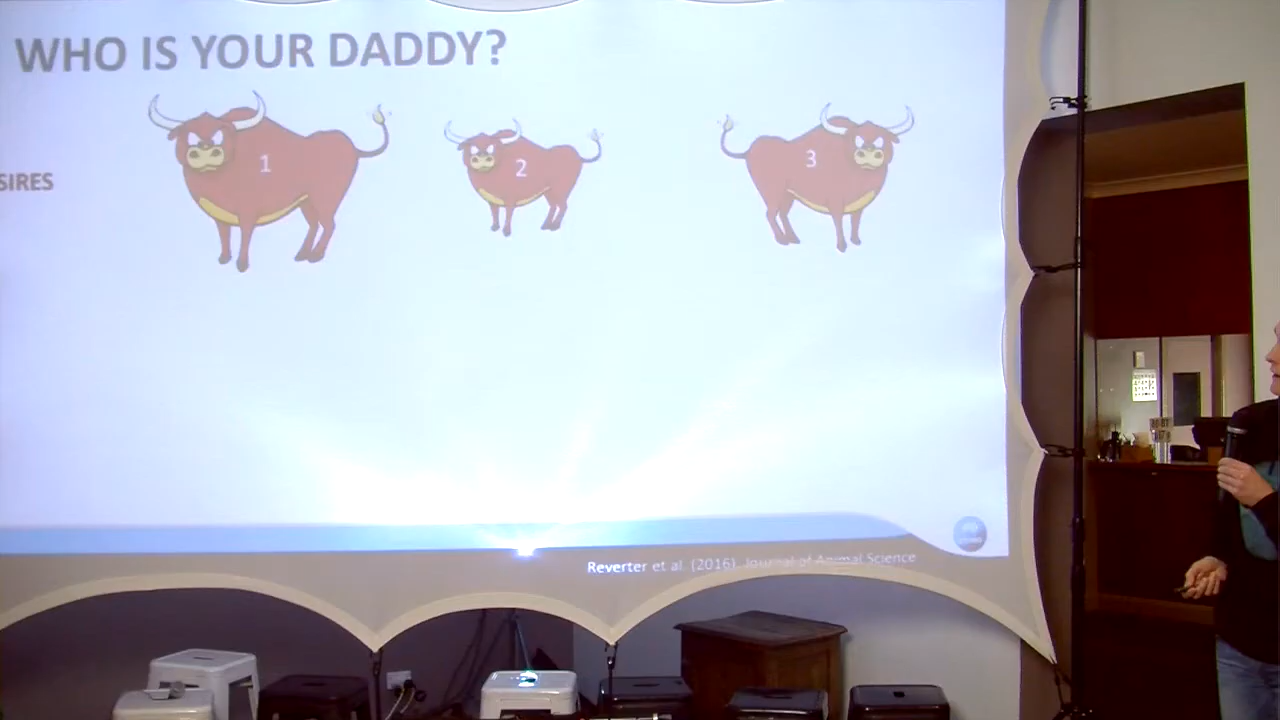 WHO IS YOUR DADDY?
SIRES
1
2
3
Reverter et al. (2016). Journal of Animal Science